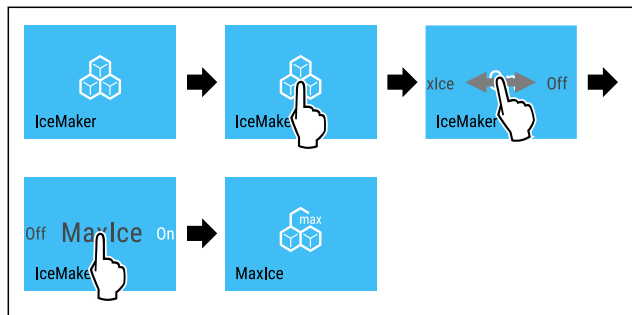 IceMaker
IceMake
xIce Off
IceMaker
Off MaxIce On
IceMake
max
MaxIce